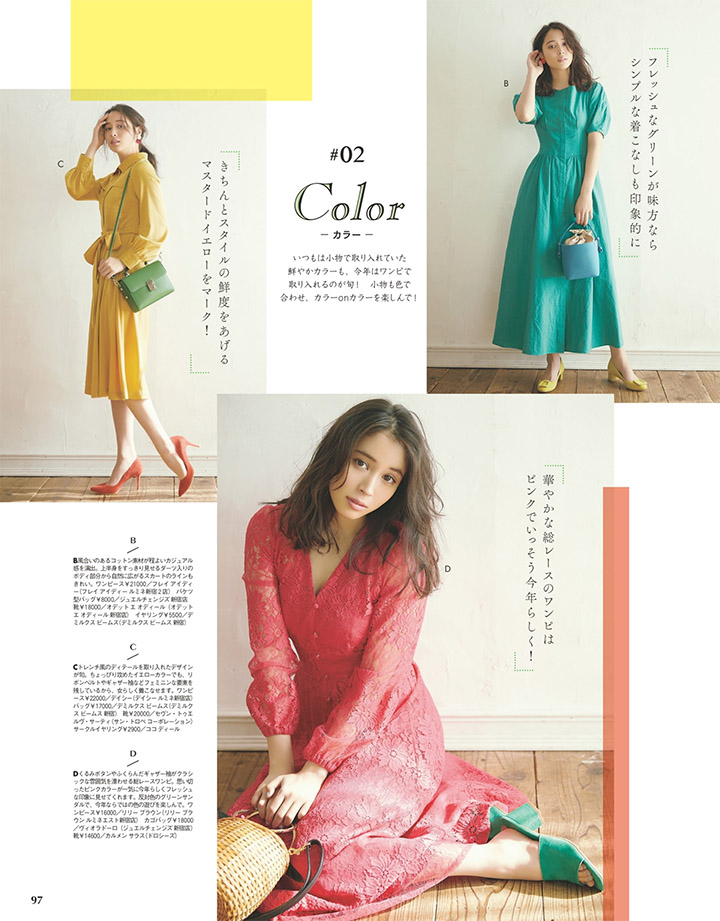 #02
Color
– カラー –
いつもは小物で取り入れていた
鮮やかカラーも、今年はワンピで
取り入れるのが旬！ 小物も色で
合わせ、カラーonカラーを楽しんで！
C
きちんとスタイルの鮮度をあげる
マスタードイエローをマーク！
B
フレッシュなグリーンが味方なら
シンプルな着こなしも印象的に
D
華やかな総レースのワンピは
ピンクでいっそう今年らしく！
B
B風合いのあるコットン素材が程よいカジュアル
感を演出。上半身をすっきり見せるダーツ入りの
ボディ部分から自然に広がるスカートのラインも
きれい。ワンピース¥21000／フレイ アイディ
ー（フレイ アイディー ルミネ新宿2店） バケツ
型バッグ¥8000／ジュエルチェンジズ 新宿店
靴¥18000／オデット エ オディール（オデット
エ オディール 新宿店） イヤリング¥5500／デ
ミルクス ビームス（デミルクス ビームス 新宿）
C
Cトレンチ風のディテールを取り入れたデザイン
が旬。ちょっぴり攻めたイエローカラーでも、リ
ボンベルトやギャザー袖などフェミニンな要素を
残しているから、女らしく着こなせます。ワンピ
ース¥22000／デイシー（デイシー ルミネ新宿店）
バッグ¥17000／デミルクス ビームス（デミルク
ス ビームス 新宿） 靴¥20000／セヴン・トゥエ
ルヴ・サーティ（サン・トロペ コーポレーション）
サークルイヤリング¥2900／ココ ディール
D
Dくるみボタンやふくらんだギャザー袖がクラシ
ックな雰囲気を漂わせる総レースワンピ。思い切
ったピンクカラーが一気に今年らしくフレッシュ
な印象に見せてくれます。反対色のグリーンサン
ダルで、今年ならではの色の遊びを楽しんで。ワ
ンピース¥16000／リリー ブラウン（リリー ブラ
ウン ルミネエスト新宿店） カゴバッグ¥18000
／ヴィオラドーロ（ジュエルチェンジズ 新宿店）
靴¥14600／カルメン サラス（ドロシーズ）
97